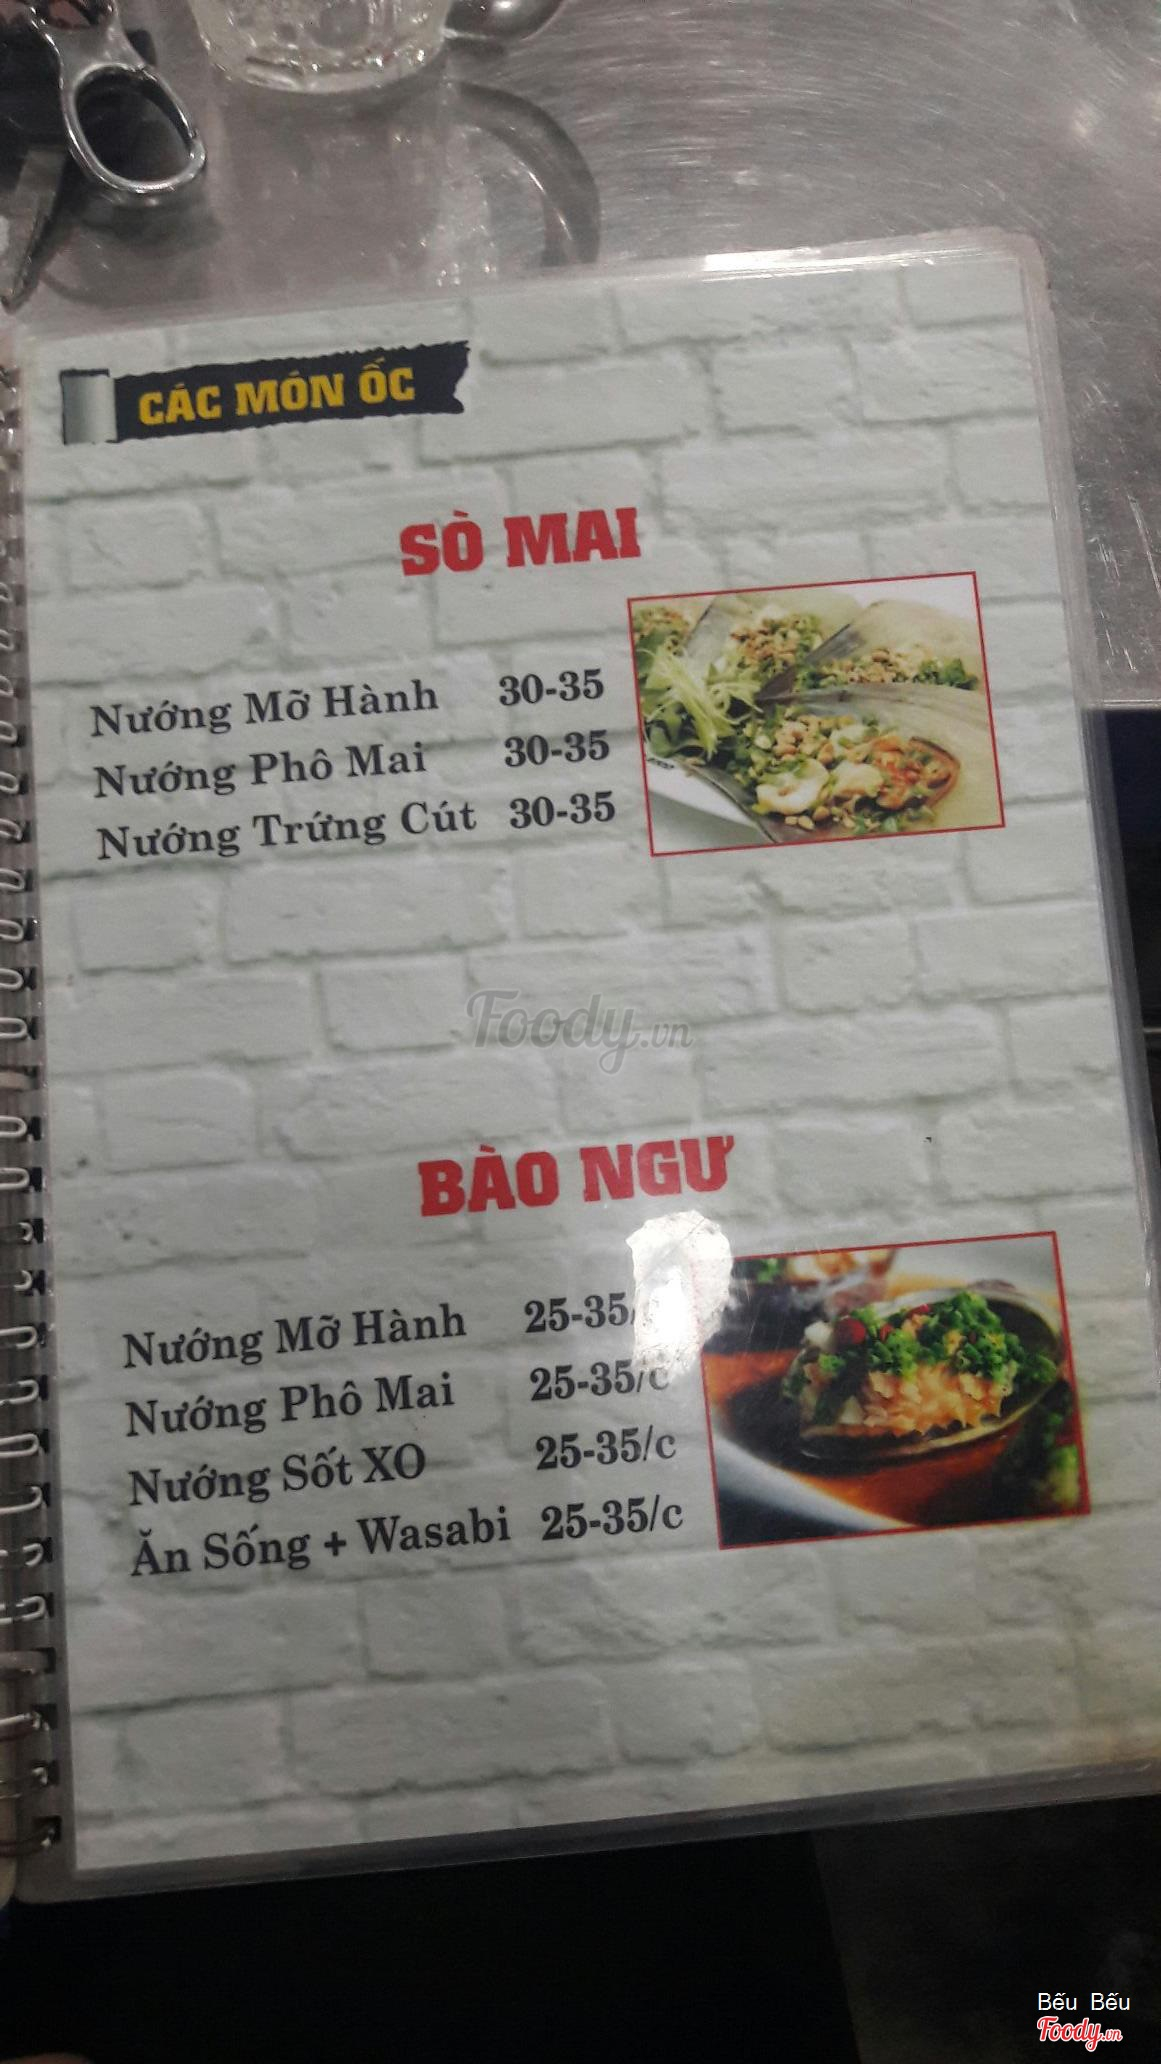 CÁC MÓN ỐC
SÒ MAI
Nướng Mỡ Hành 30-35
Nướng Phô Mai 30-35
Nướng Trứng Cút 30-35
Foody.vn
BÀO NGƯ
Nướng Mỡ Hành 25-35/
Nướng Phô Mai 25-35/c
Nướng Sốt XO 25-35/c
Ăn Sống + Wasabi 25-35/c
Bếu Bếu
Foody.vn